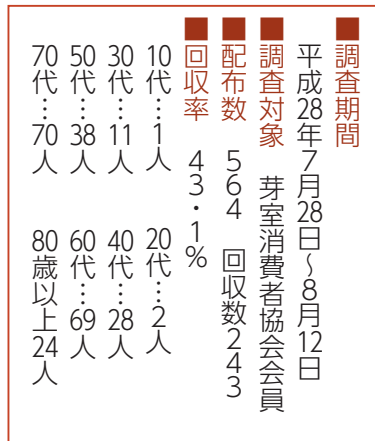 ■調査期間
平成28年7月28日～8月12日
■調査対象　芽室消費者協会会員
■配布数　564　回収数243
■回収率　43・1％
10代…1人　20代…2人
30代…11人　40代…28人
50代…38人　60代…69人
70代…70人　80歳以上24人